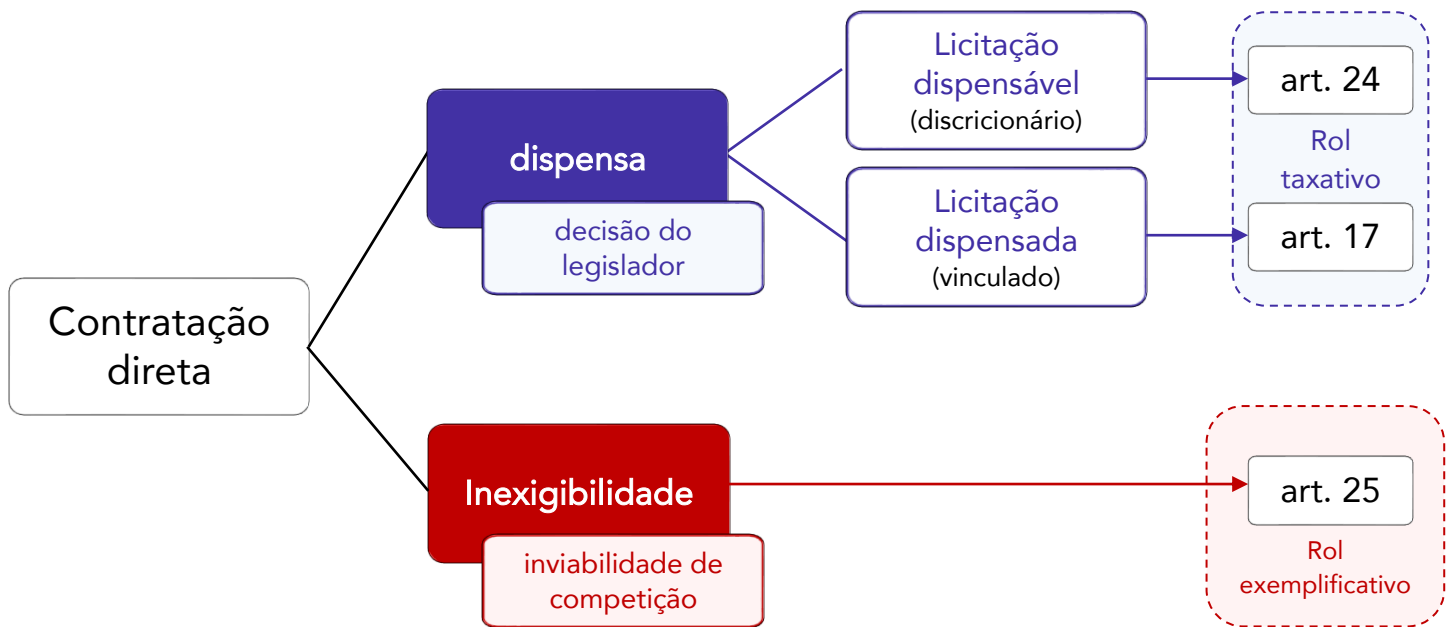 Contratação
direta
dispensa
decisão do
legislador
Licitação
dispensável
(discricionário)
art. 24
Rol
taxativo
Licitação
dispensada
(vinculado)
art. 17
Inexigibilidade
inviabilidade de
competição
art. 25
Rol
exemplificativo